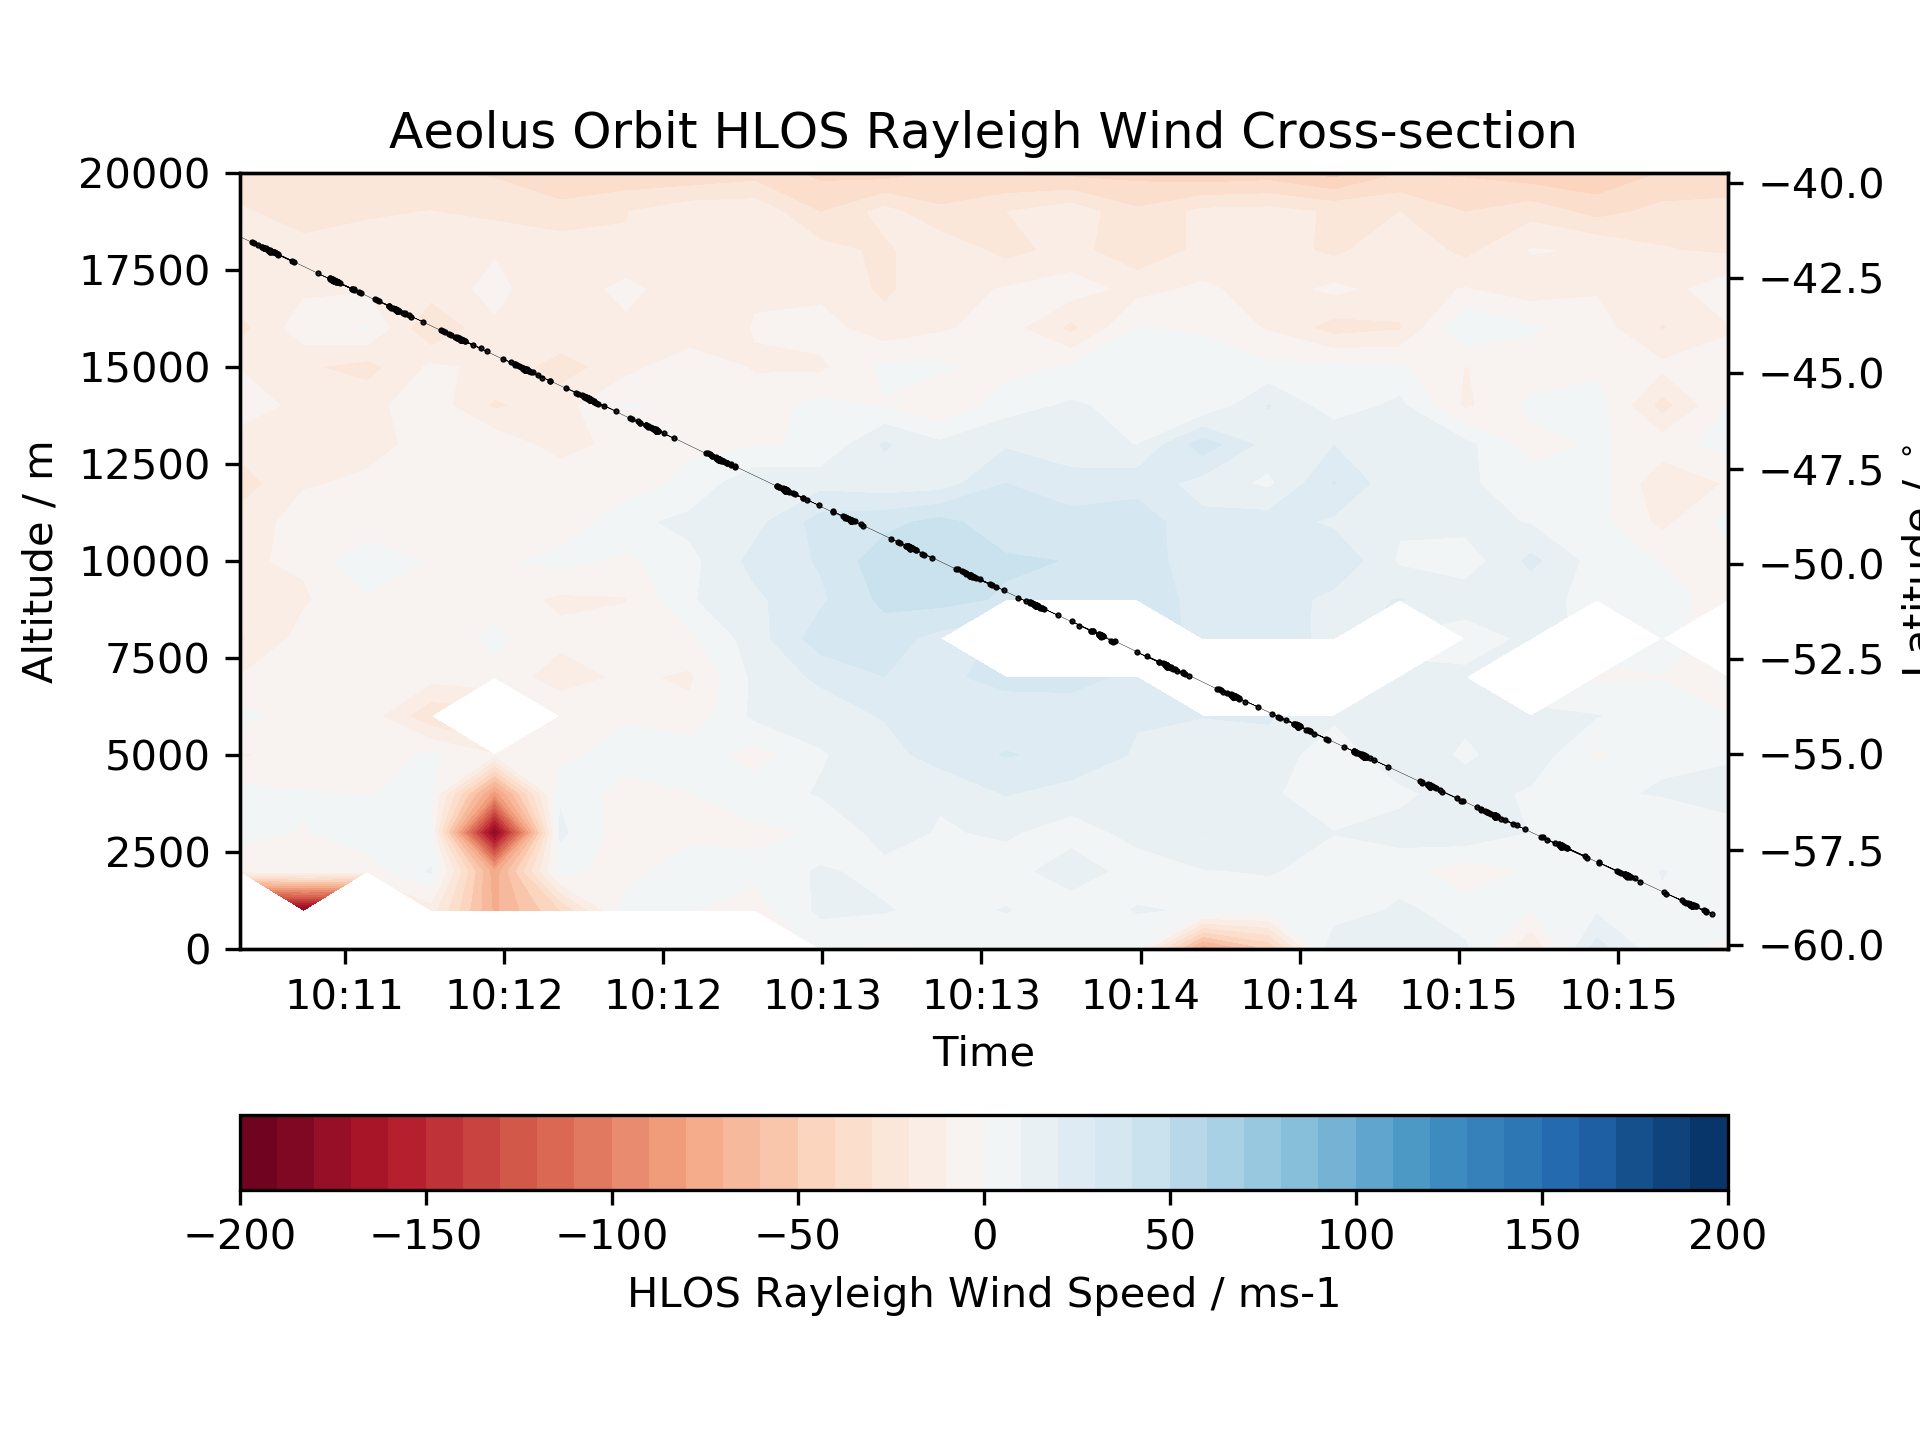 Aeolus Orbit HLOS Rayleigh Wind Cross-section
20000
17500
15000
12500
10000
7500
5000
2500
0
Altitude / m
−40.0
−42.5
−45.0
−47.5
−50.0
−52.5
−55.0
−57.5
−60.0
Latitude / °
10:11 10:12 10:12 10:13 10:13 10:14 10:14 10:15 10:15
Time
−200 −150 −100 −50 0 50 100 150 200
HLOS Rayleigh Wind Speed / ms-1